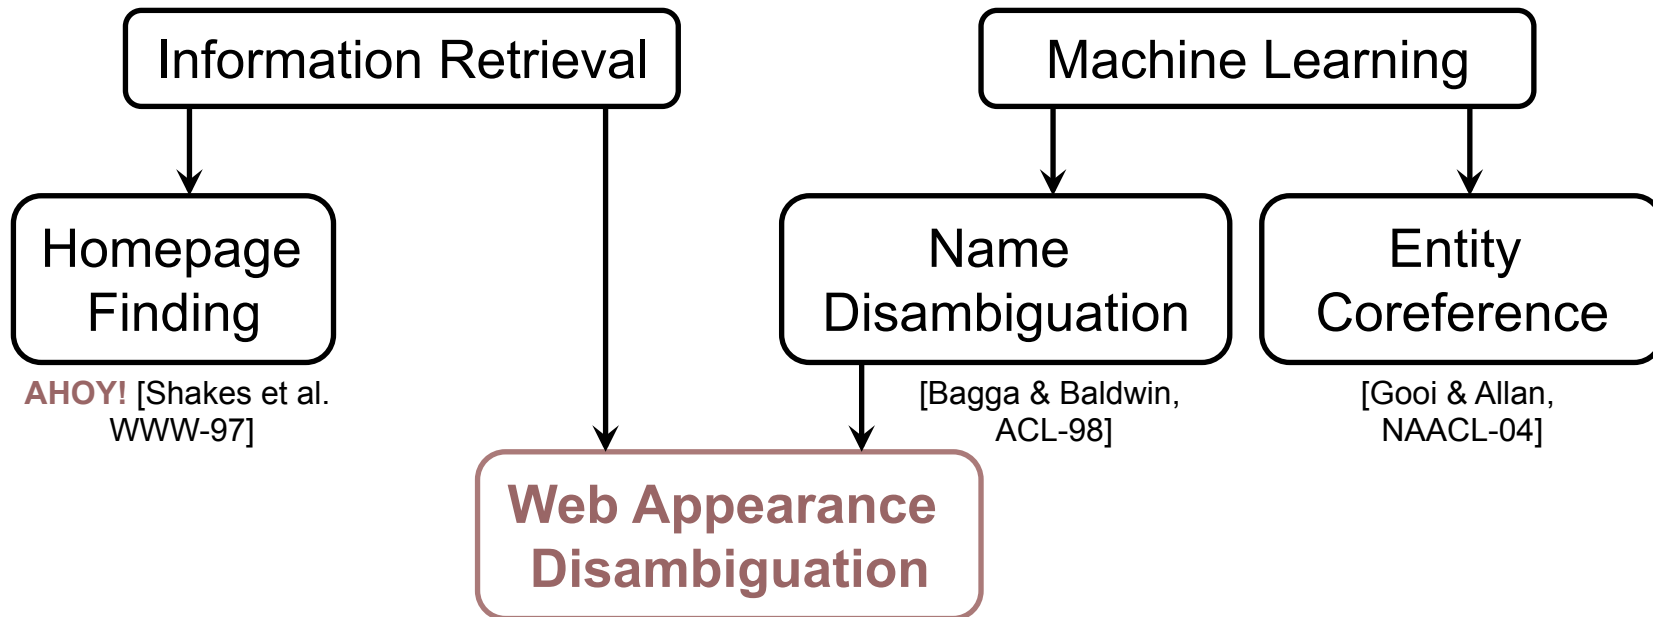 Information Retrieval
Machine Learning
Homepage
Finding
Name
Disambiguation
Entity
Coreference
AHOY! [Shakes et al.
WWW-97]
[Bagga & Baldwin,
ACL-98]
[Gooi & Allan,
NAACL-04]
Web Appearance
Disambiguation